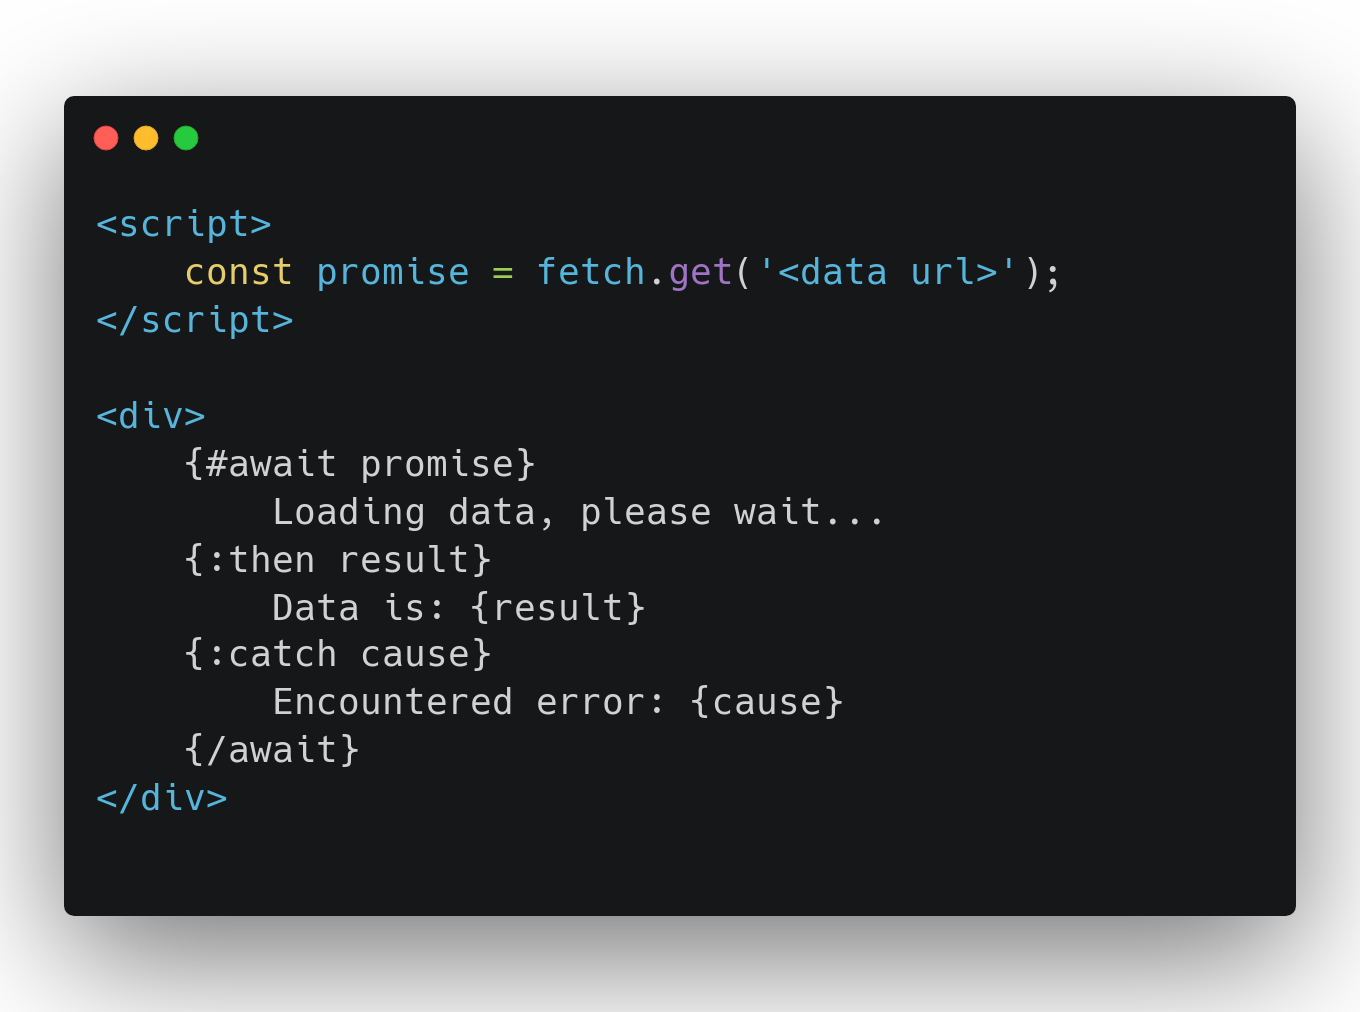 <script>
    const promise = fetch.get('<data url>');
</script>

<div>
    {#await promise}
        Loading data, please wait...
    {:then result}
        Data is: {result}
    {:catch cause}
        Encountered error: {cause}
    {/await}
</div>